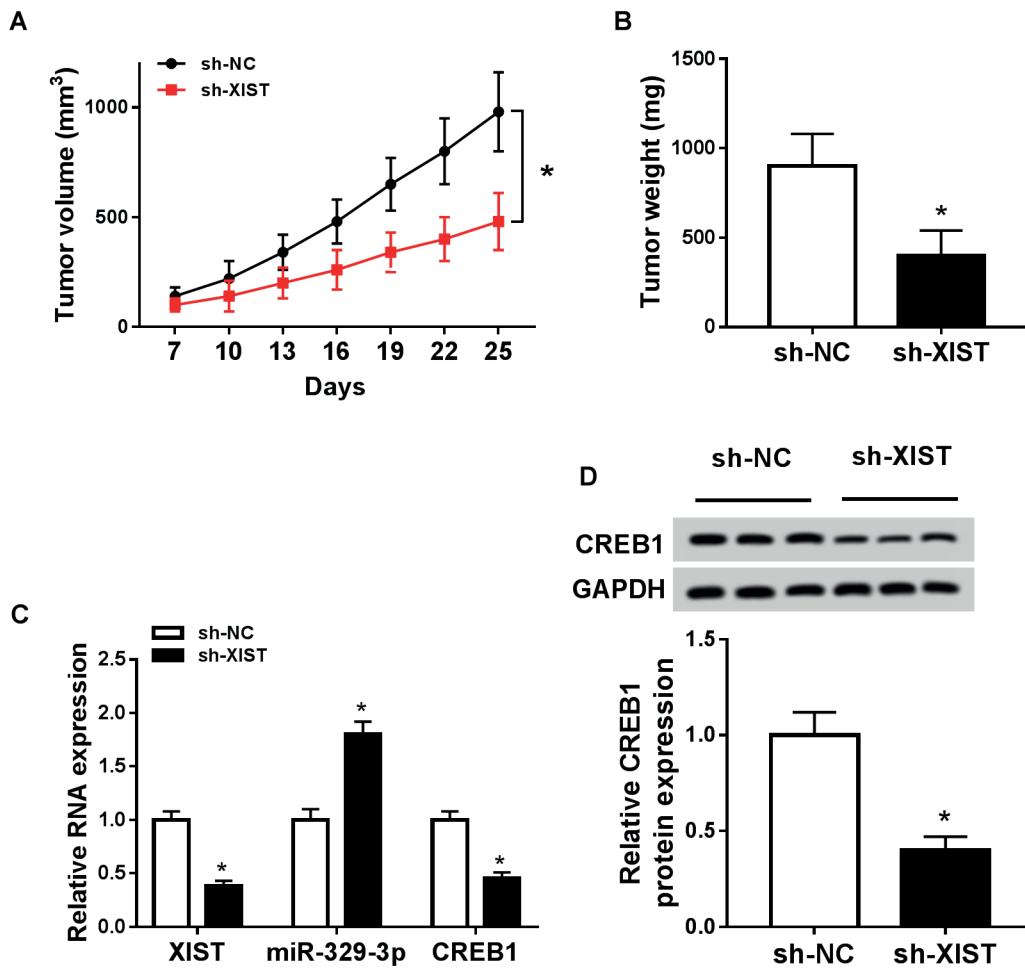 A
sh-NC
sh-XIST
Tumor volume (mm³)
1000
500
0
7 10 13 16 19 22 25
Days
*
B
Tumor weight (mg)
1500
1000
500
0
*
sh-NC sh-XIST
C
sh-NC
sh-XIST
Relative RNA expression
2.5
2.0
1.5
1.0
0.5
0.0
* * *
XIST miR-329-3p CREB1
D
sh-NC sh-XIST
CREB1
GAPDH
Relative CREB1
protein expression
1.5
1.0
0.5
0.0
*
sh-NC sh-XIST